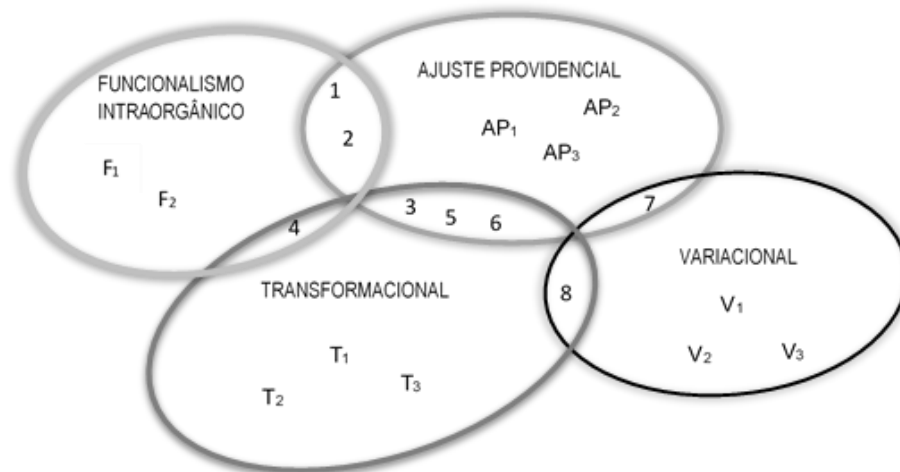 FUNCIONALISMO
INTRAORGÂNICO
F1
F2
1
2
AJUSTE PROVIDENCIAL
AP1
AP2
AP3
3
5
6
4
7
TRANSFORMACIONAL
T1
T2
T3
8
VARIACIONAL
V1
V2
V3